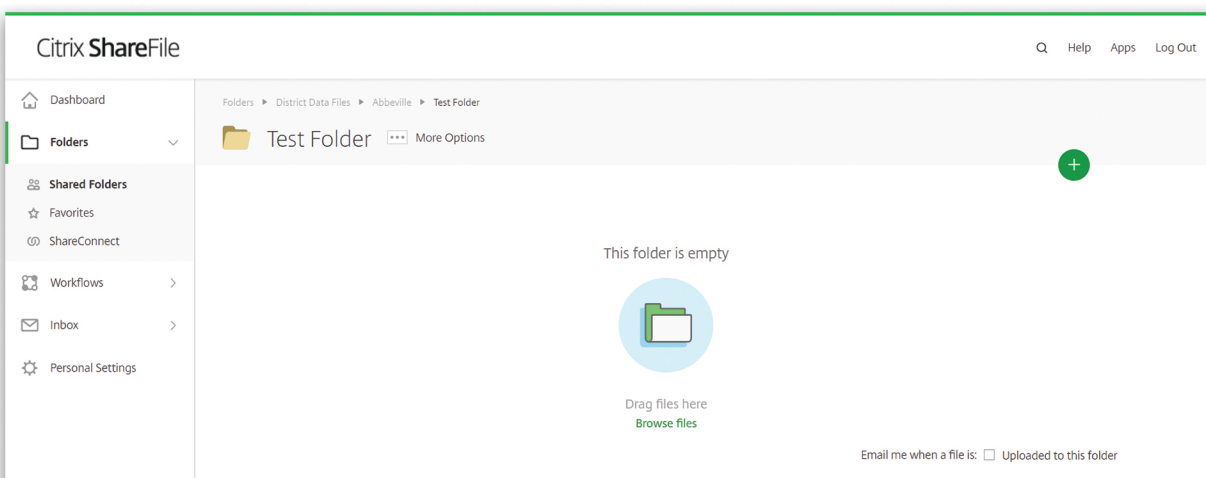 Citrix ShareFile
Help Apps Log Out
Dashboard
Folders
Shared Folders
Favorites
ShareConnect
Workflows
Inbox
Personal Settings
Folders District Data Files Abbeville Test Folder
Test Folder ••• More Options
+
This folder is empty
Drag files here
Browse files
Email me when a file is: Uploaded to this folder